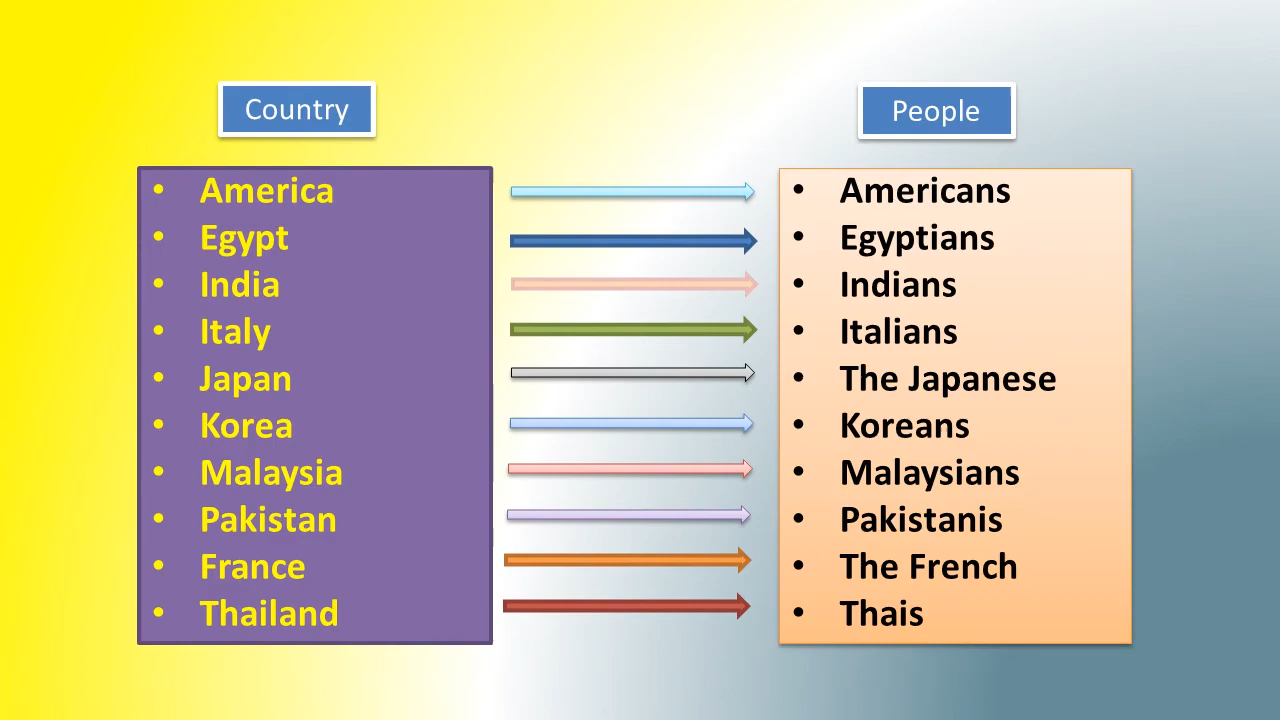 Country
People
• America
• Egypt
• India
• Italy
• Japan
• Korea
• Malaysia
• Pakistan
• France
• Thailand
• Americans
• Egyptians
• Indians
• Italians
• The Japanese
• Koreans
• Malaysians
• Pakistanis
• The French
• Thais